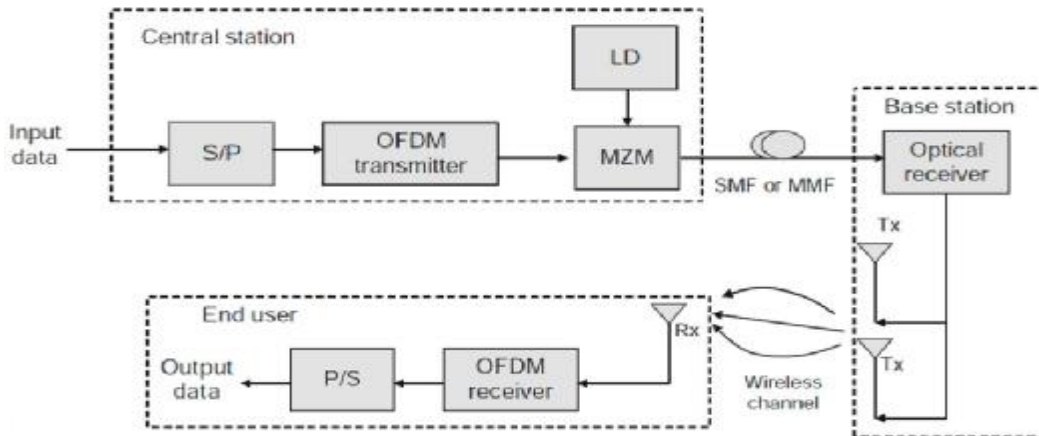 Central station
LD
Base station
Input
data
S/P
OFDM
transmitter
MZM
SMF or MMF
Optical
receiver
Tx
End user
Rx
Tx
Output
data
P/S
OFDM
receiver
Wireless
channel